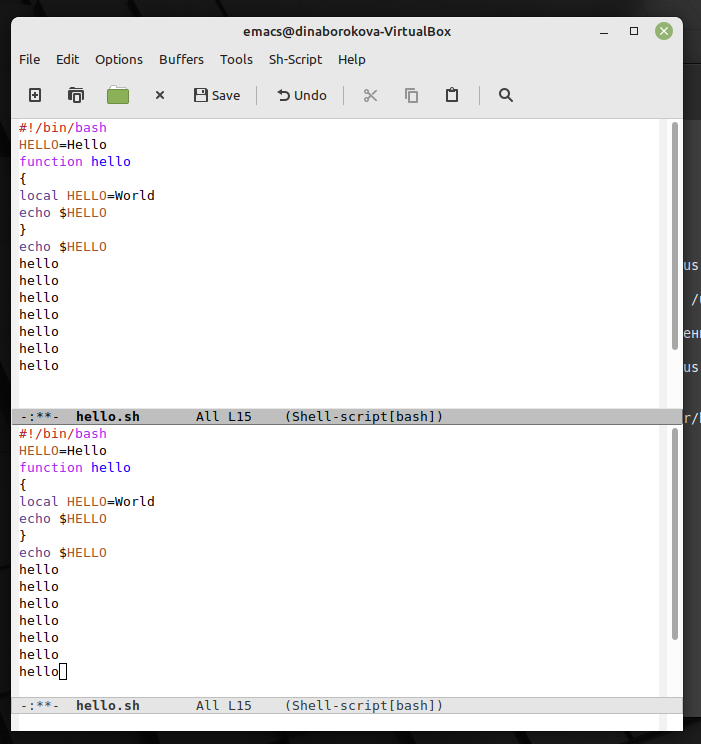 emacs@dinaborokova-VirtualBox
File Edit Options Buffers Tools Sh-Script Help
Save Undo
#!/bin/bash
HELLO=Hello
function hello
{
local HELLO=World
echo $HELLO
}
echo $HELLO
hello
hello
hello
hello
hello
hello
hello
-:**- hello.sh All L15 (Shell-script[bash])
#!/bin/bash
HELLO=Hello
function hello
{
local HELLO=World
echo $HELLO
}
echo $HELLO
hello
hello
hello
hello
hello
hello
hello
-:**- hello.sh All L15 (Shell-script[bash])